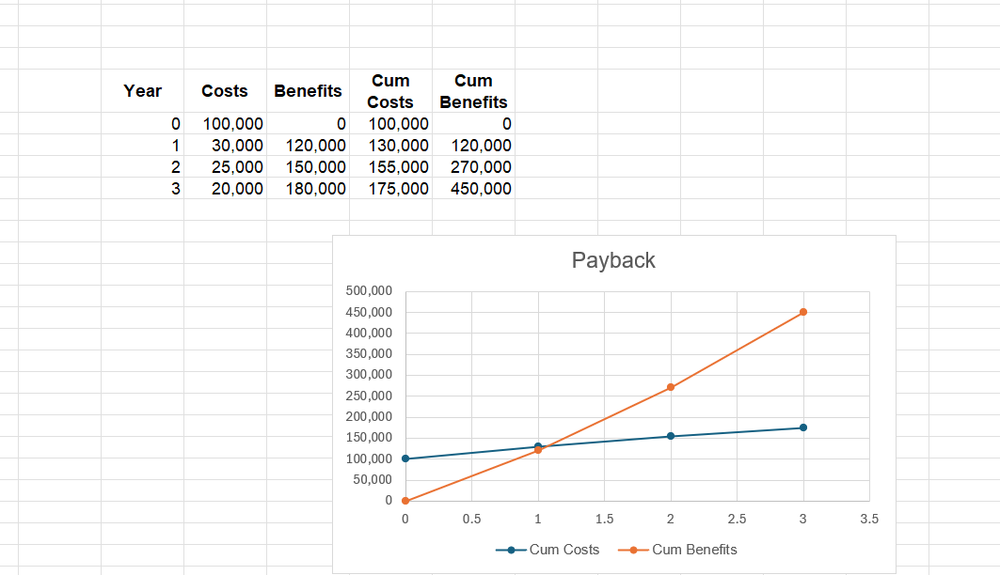 Year Costs Benefits Cum Costs Cum Benefits
0 100,000 0 100,000 0
1 30,000 120,000 130,000 120,000
2 25,000 150,000 155,000 270,000
3 20,000 180,000 175,000 450,000
Payback
500,000
450,000
400,000
350,000
300,000
250,000
200,000
150,000
100,000
50,000
0
0 0.5 1 1.5 2 2.5 3 3.5
Cum Costs Cum Benefits